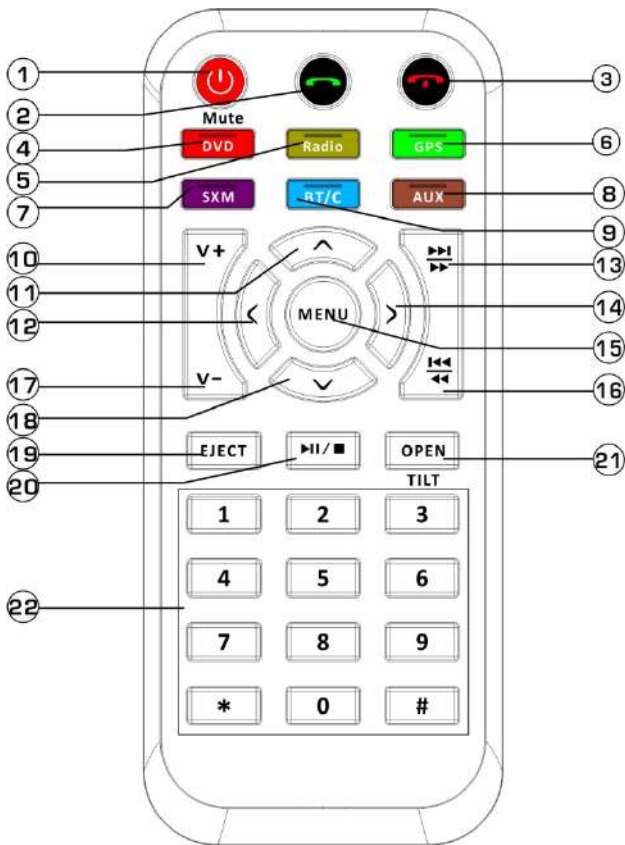 1
2
3
Mute
4
5
6
DVD
Radio
GPS
7
8
9
SXM
BT/C
AUX
10
11
12
V+
MENU
13
14
15
16
17
18
V-
19
20
21
EJECT
OPEN
TILT
22
1 2 3
4 5 6
7 8 9
* 0 #